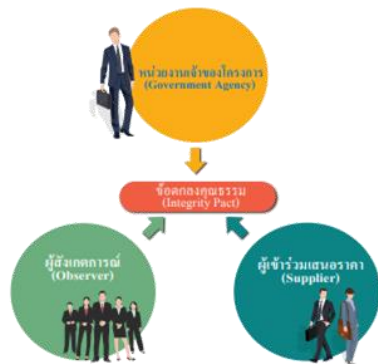 หน่วยงานเจ้าของโครงการ
(Government Agency)
ข้อตกลงคุณธรรม
(Integrity Pact)
ผู้สังเกตการณ์
(Observer)
ผู้เข้าร่วมเสนอราคา
(Supplier)